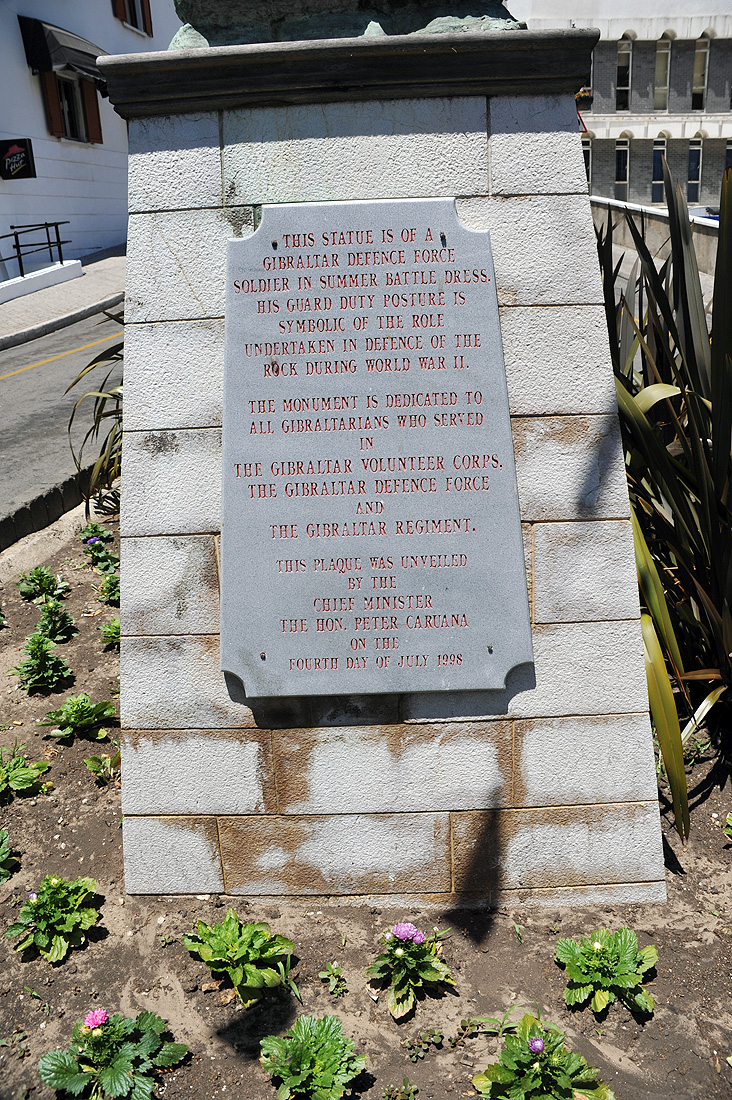 Pizza
Hut
THIS STATUE IS OF A
GIBRALTAR DEFENCE FORCE
SOLDIER IN SUMMER BATTLE DRESS.
HIS GUARD DUTY POSTURE IS
SYMBOLIC OF THE ROLE
UNDERTAKEN IN DEFENCE OF THE
ROCK DURING WORLD WAR II.
THE MONUMENT IS DEDICATED TO
ALL GIBRALTARIANS WHO SERVED
IN
THE GIBRALTAR VOLUNTEER CORPS.
THE GIBRALTAR DEFENCE FORCE
AND
THE GIBRALTAR REGIMENT.
THIS PLAQUE WAS UNVEILED
BY THE
CHIEF MINISTER
THE HON. PETER CARUANA
ON THE
FOURTH DAY OF JULY 1998